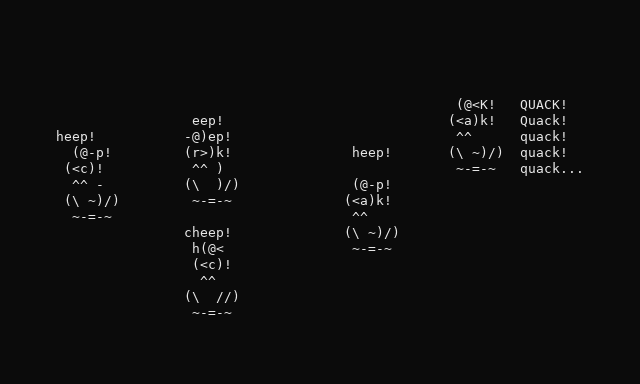 (@<K!   QUACK!
eep!   (<a)k!   Quack!
heep!   -@)ep!   ^^   quack!
(@-p!   (r>)k!   heep!   (\ ~)/)   quack!
(<c)!   ^^ )   ~-=-~   quack...
^^ -   (\  )/)   (@-p!
(\ ~)/)   ~-=-~   (<a)k!
~-=-~   ^^
cheep!   (\ ~)/)
h(@<   ~-=-~
(<c)!
^^
(\  //)
~-=-~